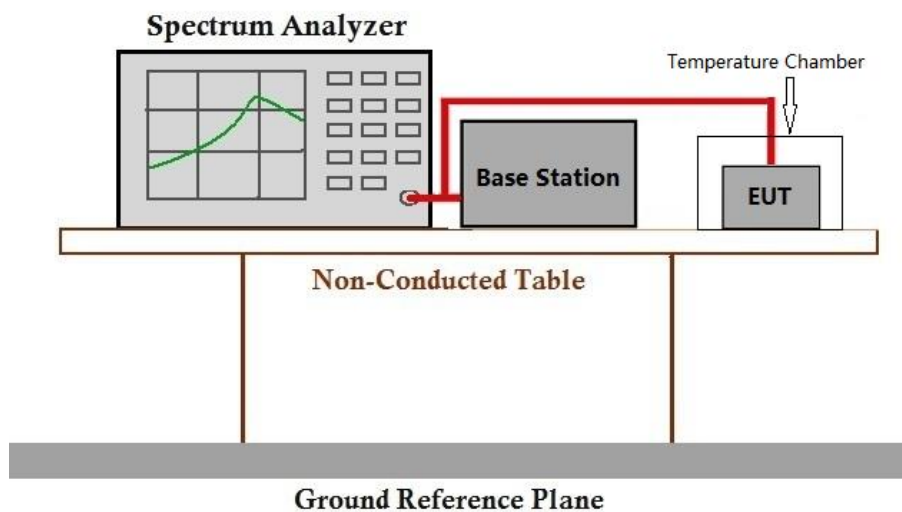 Spectrum Analyzer
Temperature Chamber
Base Station
EUT
Non-Conducted Table
Ground Reference Plane